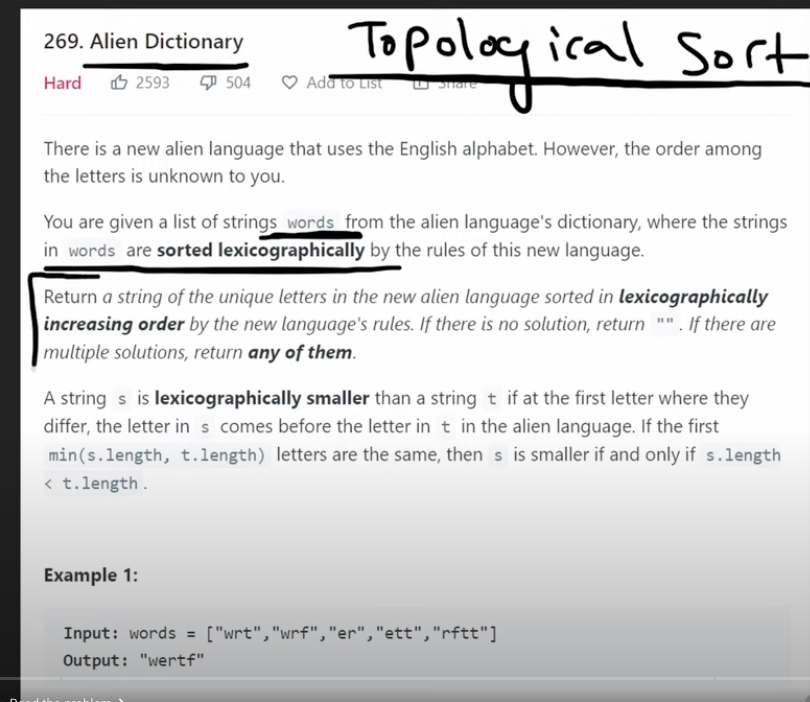 269. Alien Dictionary
Topological Sort
Hard 2593 504 Add to List Share
There is a new alien language that uses the English alphabet. However, the order among
the letters is unknown to you.
You are given a list of strings words from the alien language's dictionary, where the strings
in words are sorted lexicographically by the rules of this new language.
Return a string of the unique letters in the new alien language sorted in lexicographically
increasing order by the new language's rules. If there is no solution, return "" . If there are
multiple solutions, return any of them.
A string s is lexicographically smaller than a string t if at the first letter where they
differ, the letter in s comes before the letter in t in the alien language. If the first
min(s.length, t.length) letters are the same, then s is smaller if and only if s.length
< t.length .
Example 1:
Input: words = ["wrt","wrf","er","ett","rftt"]
Output: "wertf"
Read the problem